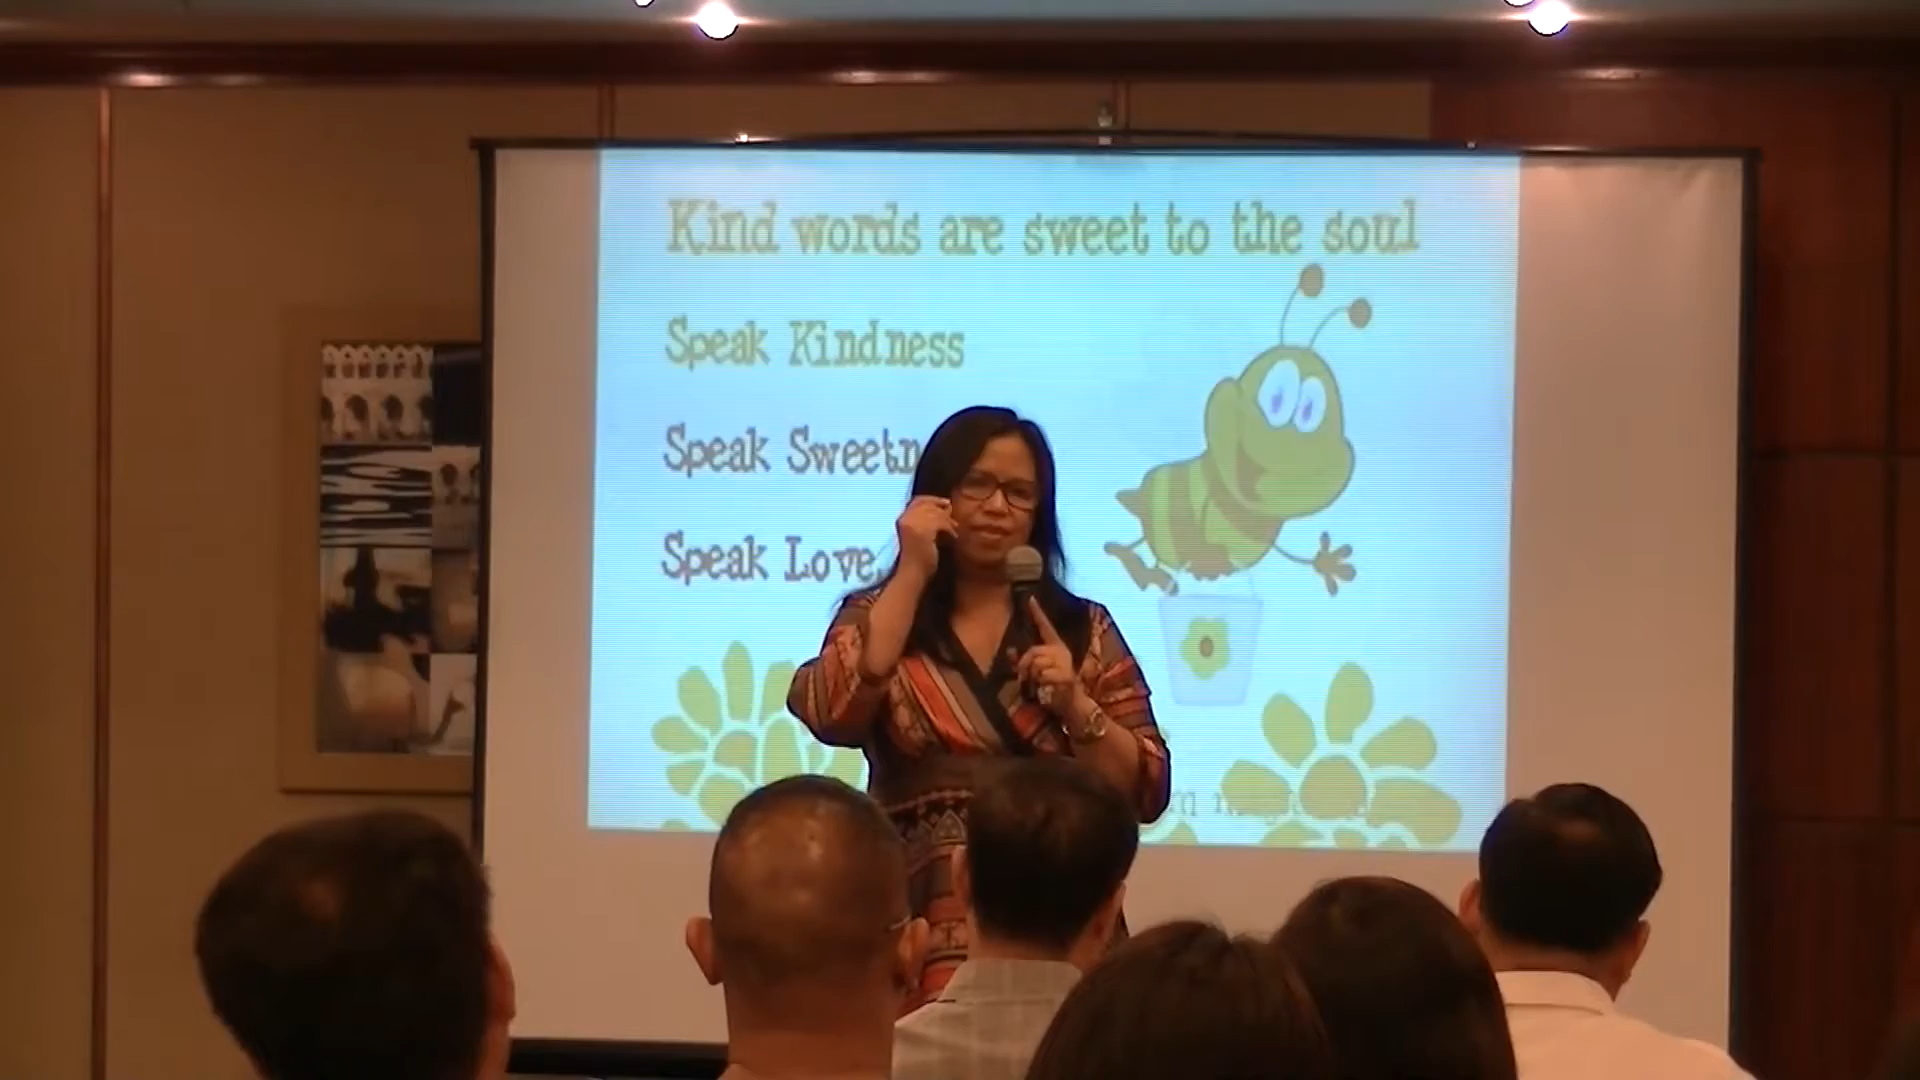 Kind words are sweet to the soul
Speak Kindness
Speak Sweetn
Speak Love